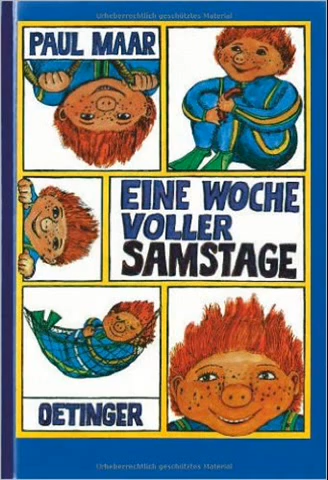 Urheberrechtlich geschütztes Material
PAUL MAAR
EINE WOCHE
VOLLER
SAMSTAGE
OETINGER
Urheberrechtlich geschütztes Material